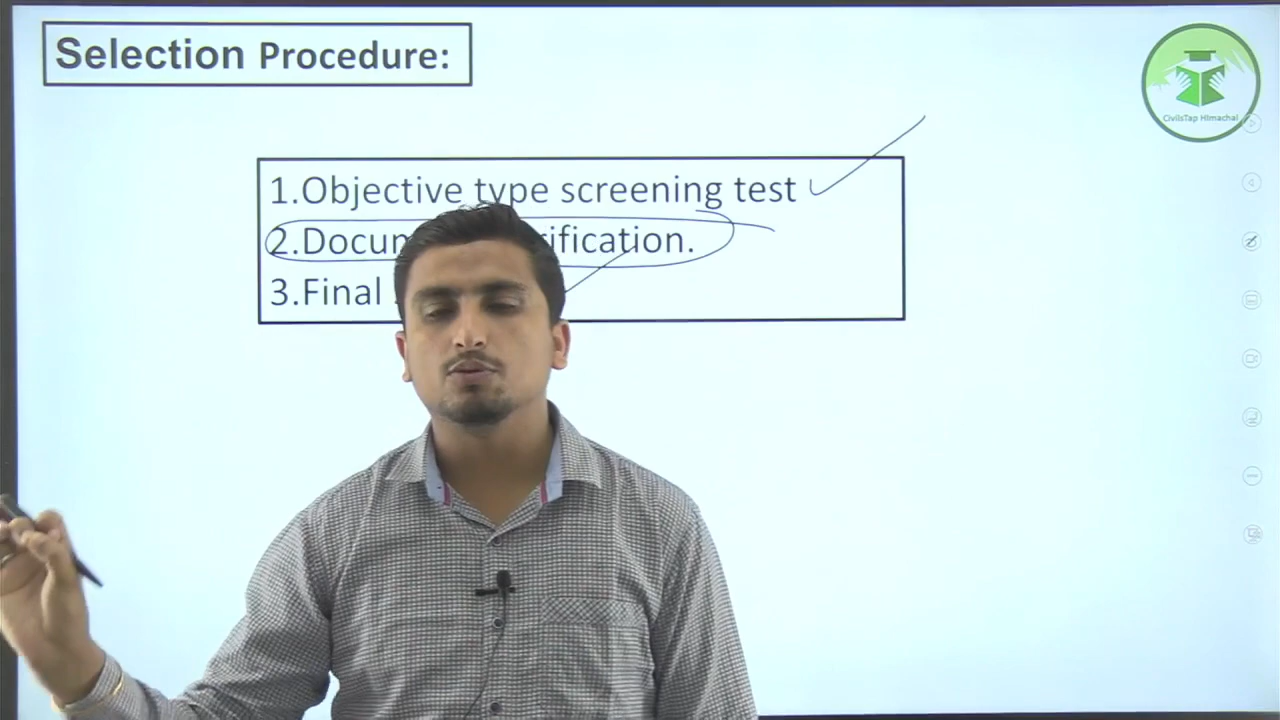 Selection Procedure:
CivilsTap Himachal
1.Objective type screening test
2.Docum rification.
3.Final